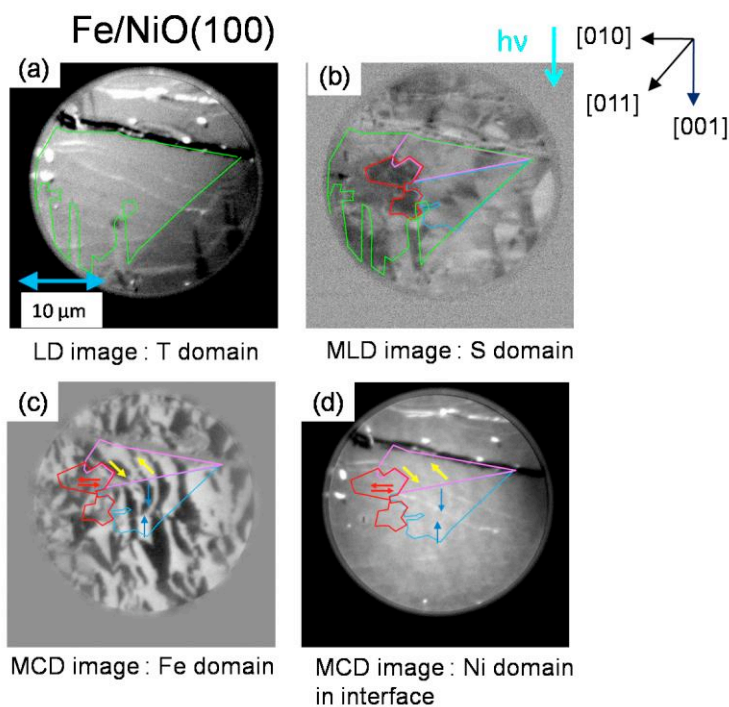 Fe/NiO(100)
hν
[010]
[011]
[001]
(a)
(b)
10 μm
LD image : T domain
MLD image : S domain
(c)
(d)
MCD image : Fe domain
MCD image : Ni domain
in interface